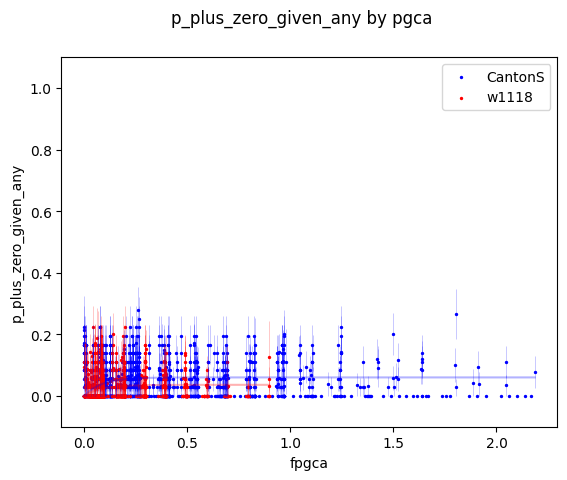 p_plus_zero_given_any by pgca
CantonS
w1118
1.0
0.8
0.6
0.4
0.2
0.0
p_plus_zero_given_any
0.0 0.5 1.0 1.5 2.0
fpgca